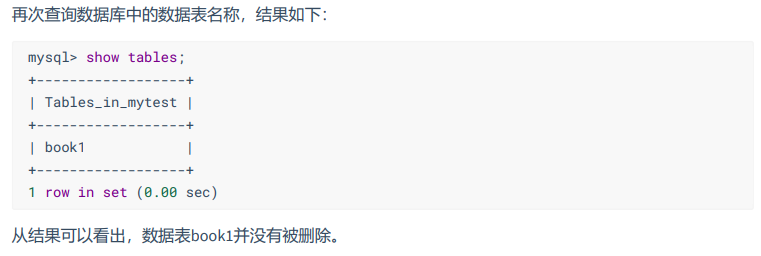 再次查询数据库中的数据表名称，结果如下：
mysql> show tables;
+------------------+
| Tables_in_mytest |
+------------------+
| book1            |
+------------------+
1 row in set (0.00 sec)
从结果可以看出，数据表book1并没有被删除。